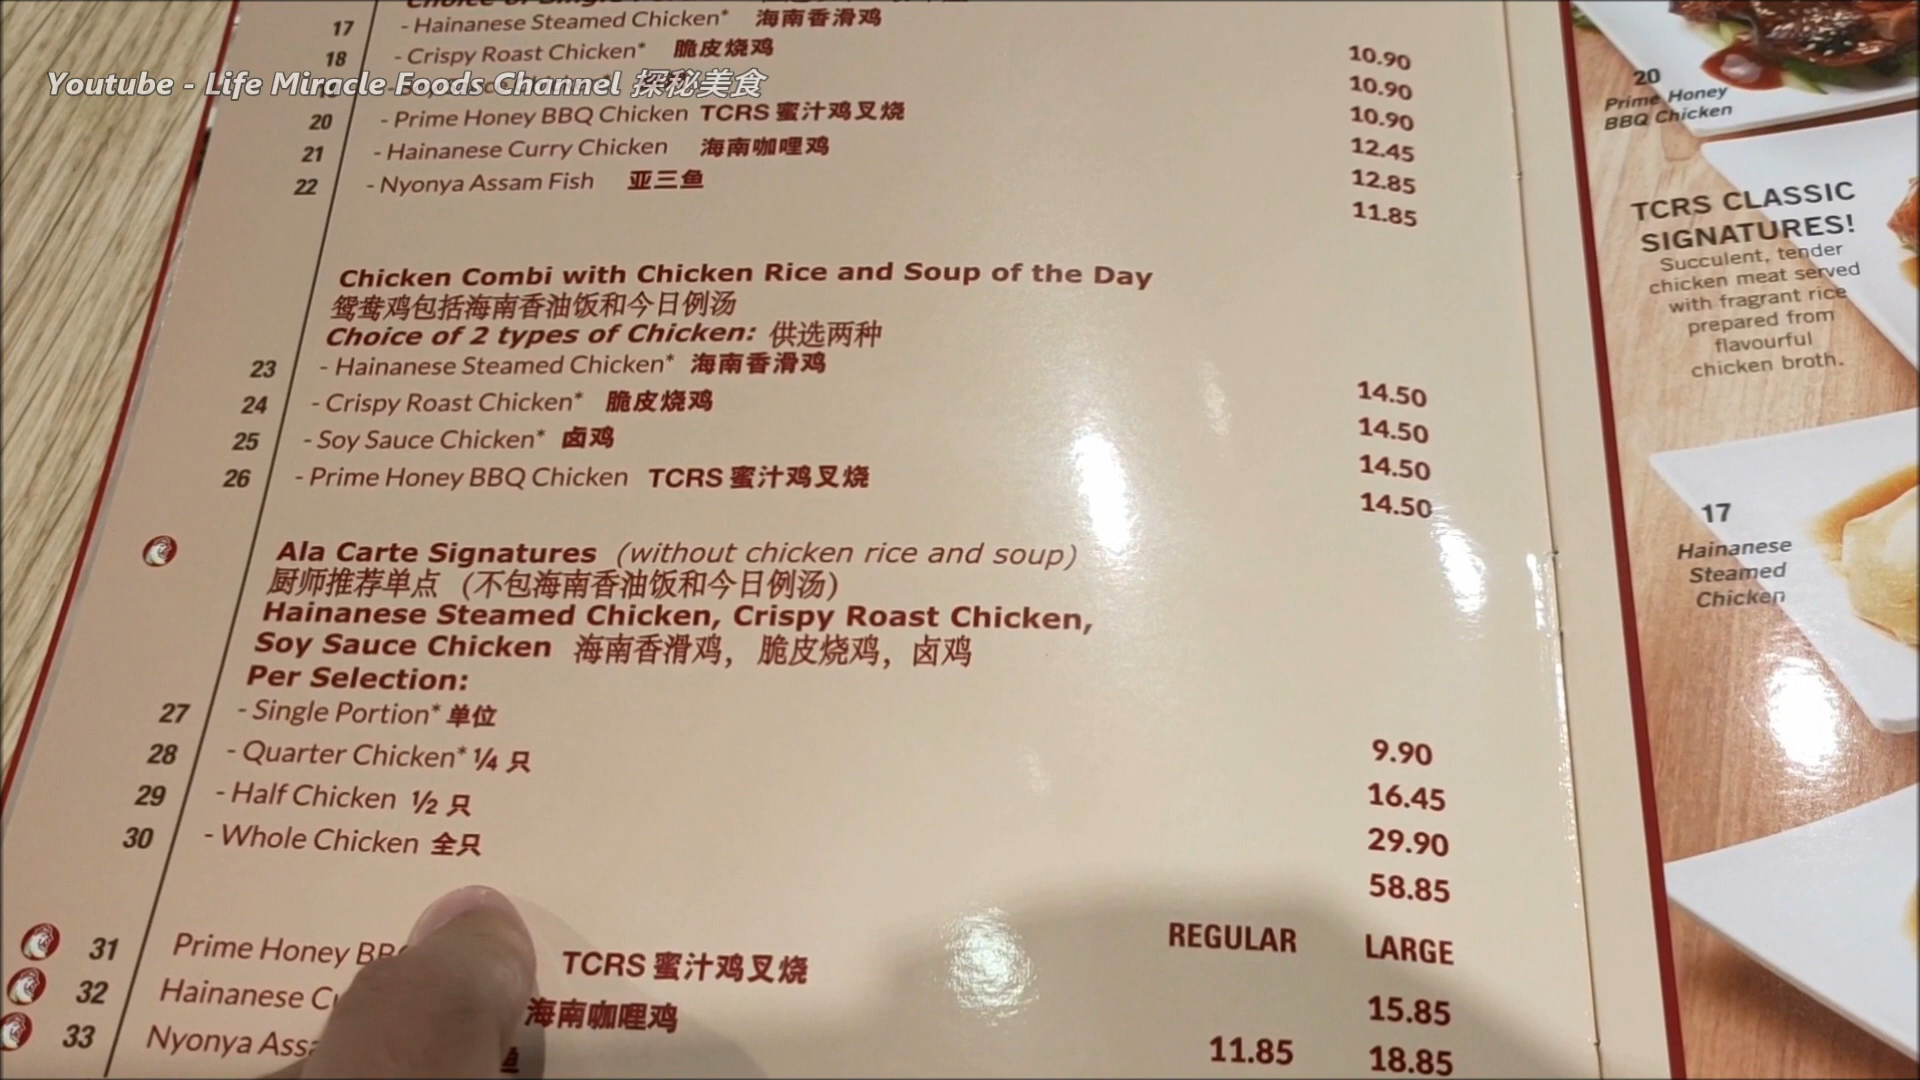 17 - Hainanese Steamed Chicken* 海南香滑鸡 10.90
18 - Crispy Roast Chicken* 脆皮烧鸡 10.90
Youtube - Life Miracle Foods Channel 探秘美食
10.90
20 - Prime Honey BBQ Chicken TCRS 蜜汁鸡叉烧 12.45
21 - Hainanese Curry Chicken 海南咖哩鸡 12.85
22 - Nyonya Assam Fish 亚三鱼 11.85
Chicken Combi with Chicken Rice and Soup of the Day
鸳鸯鸡包括海南香油饭和今日例汤
Choice of 2 types of Chicken: 供选两种
23 - Hainanese Steamed Chicken* 海南香滑鸡 14.50
24 - Crispy Roast Chicken* 脆皮烧鸡 14.50
25 - Soy Sauce Chicken* 卤鸡 14.50
26 - Prime Honey BBQ Chicken TCRS 蜜汁鸡叉烧 14.50
Ala Carte Signatures (without chicken rice and soup)
厨师推荐单点 (不包海南香油饭和今日例汤)
Hainanese Steamed Chicken, Crispy Roast Chicken,
Soy Sauce Chicken 海南香滑鸡，脆皮烧鸡，卤鸡
Per Selection:
27 - Single Portion* 单位 9.90
28 - Quarter Chicken* ¼ 只 16.45
29 - Half Chicken ½ 只 29.90
30 - Whole Chicken 全只 58.85
REGULAR LARGE
31 Prime Honey TCRS 蜜汁鸡叉烧 15.85
32 Hainanese 海南咖哩鸡 11.85 18.85
33 Nyonya 鱼
20
Prime Honey
BBQ Chicken
TCRS CLASSIC
SIGNATURES!
Succulent, tender
chicken meat served
with fragrant rice
prepared from
flavourful
chicken broth.
17
Hainanese
Steamed
Chicken